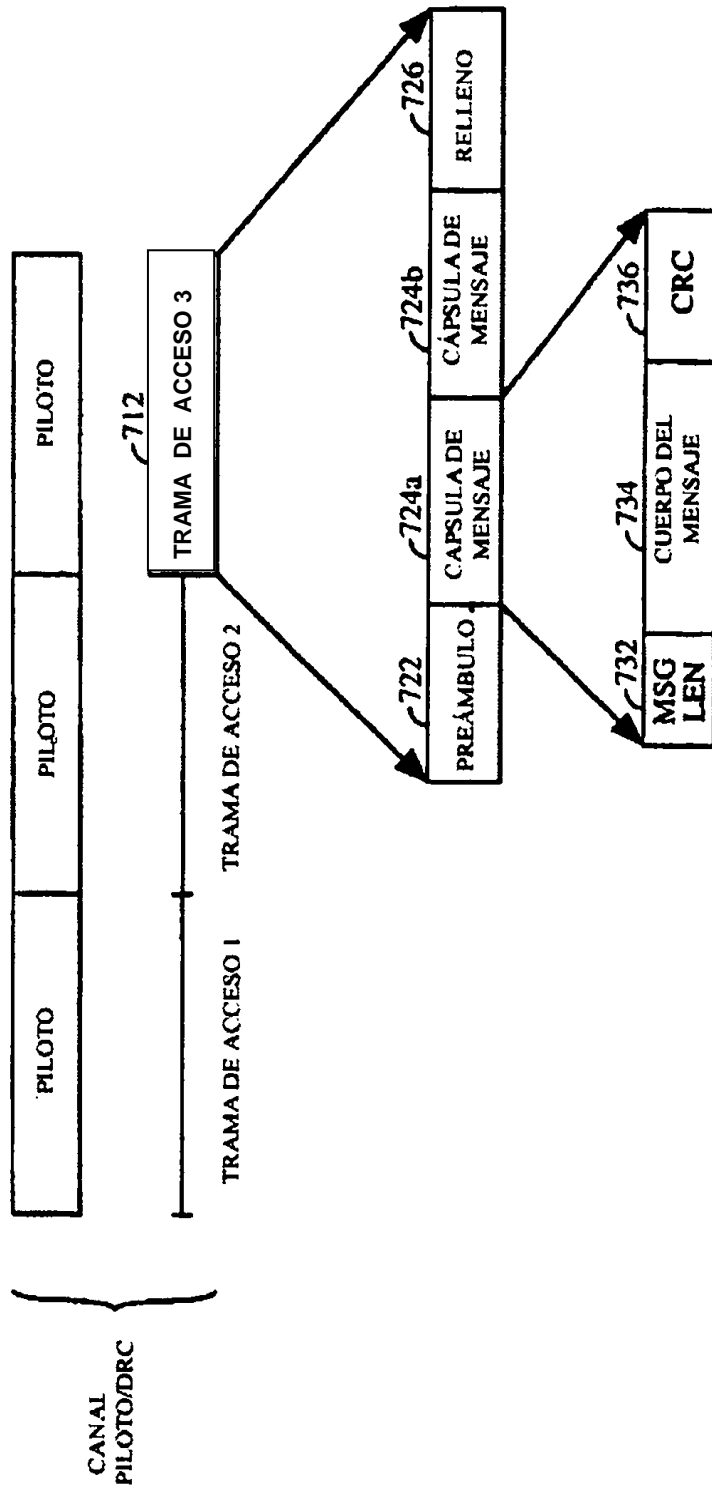 CANAL
PILOTO/DRC
PILOTO
PILOTO
PILOTO
TRAMA DE ACCESO 1
TRAMA DE ACCESO 2
712
TRAMA DE ACCESO 3
722
PREÁMBULO
724a
CAPSULA DE
MENSAJE
724b
CÁPSULA DE
MENSAJE
726
RELLENO
732
MSG
LEN
734
CUERPO DEL
MENSAJE
736
CRC